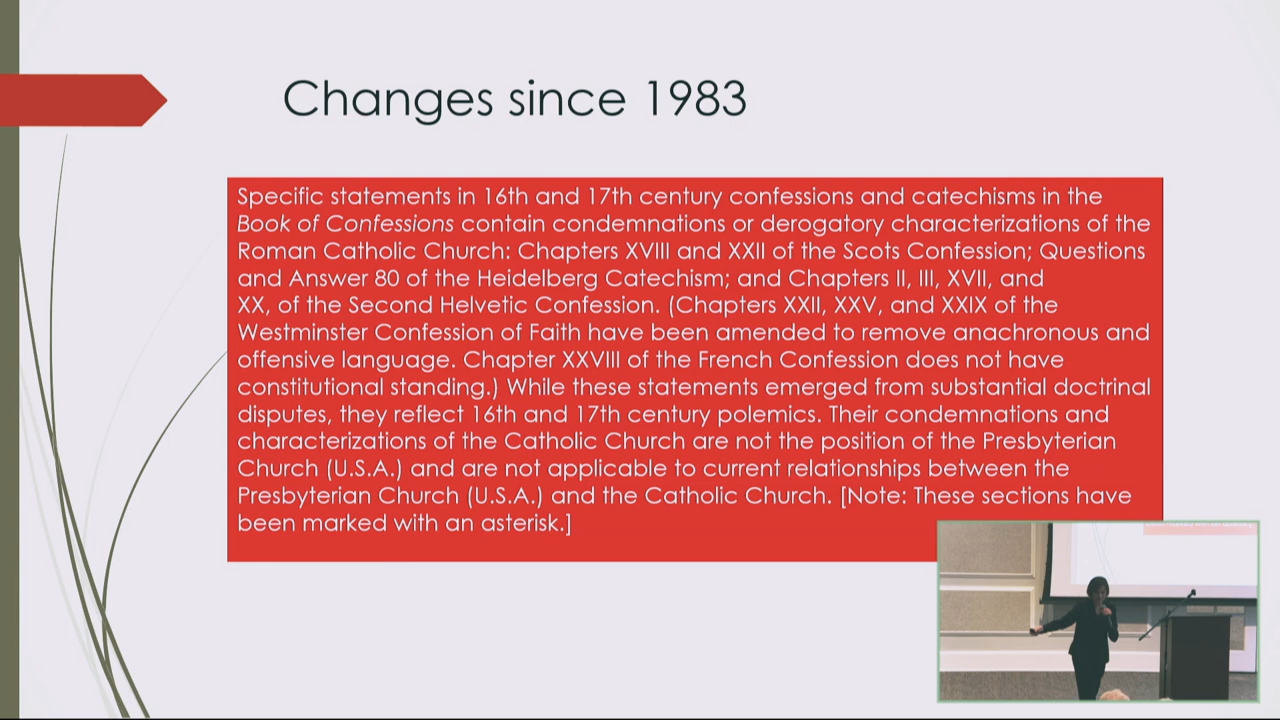 Changes since 1983
Specific statements in 16th and 17th century confessions and catechisms in the
Book of Confessions contain condemnations or derogatory characterizations of the
Roman Catholic Church: Chapters XVIII and XXII of the Scots Confession; Questions
and Answer 80 of the Heidelberg Catechism; and Chapters II, III, XVII, and
XX, of the Second Helvetic Confession. (Chapters XXII, XXV, and XXIX of the
Westminster Confession of Faith have been amended to remove anachronous and
offensive language. Chapter XXVIII of the French Confession does not have
constitutional standing.) While these statements emerged from substantial doctrinal
disputes, they reflect 16th and 17th century polemics. Their condemnations and
characterizations of the Catholic Church are not the position of the Presbyterian
Church (U.S.A.) and are not applicable to current relationships between the
Presbyterian Church (U.S.A.) and the Catholic Church. [Note: These sections have
been marked with an asterisk.]